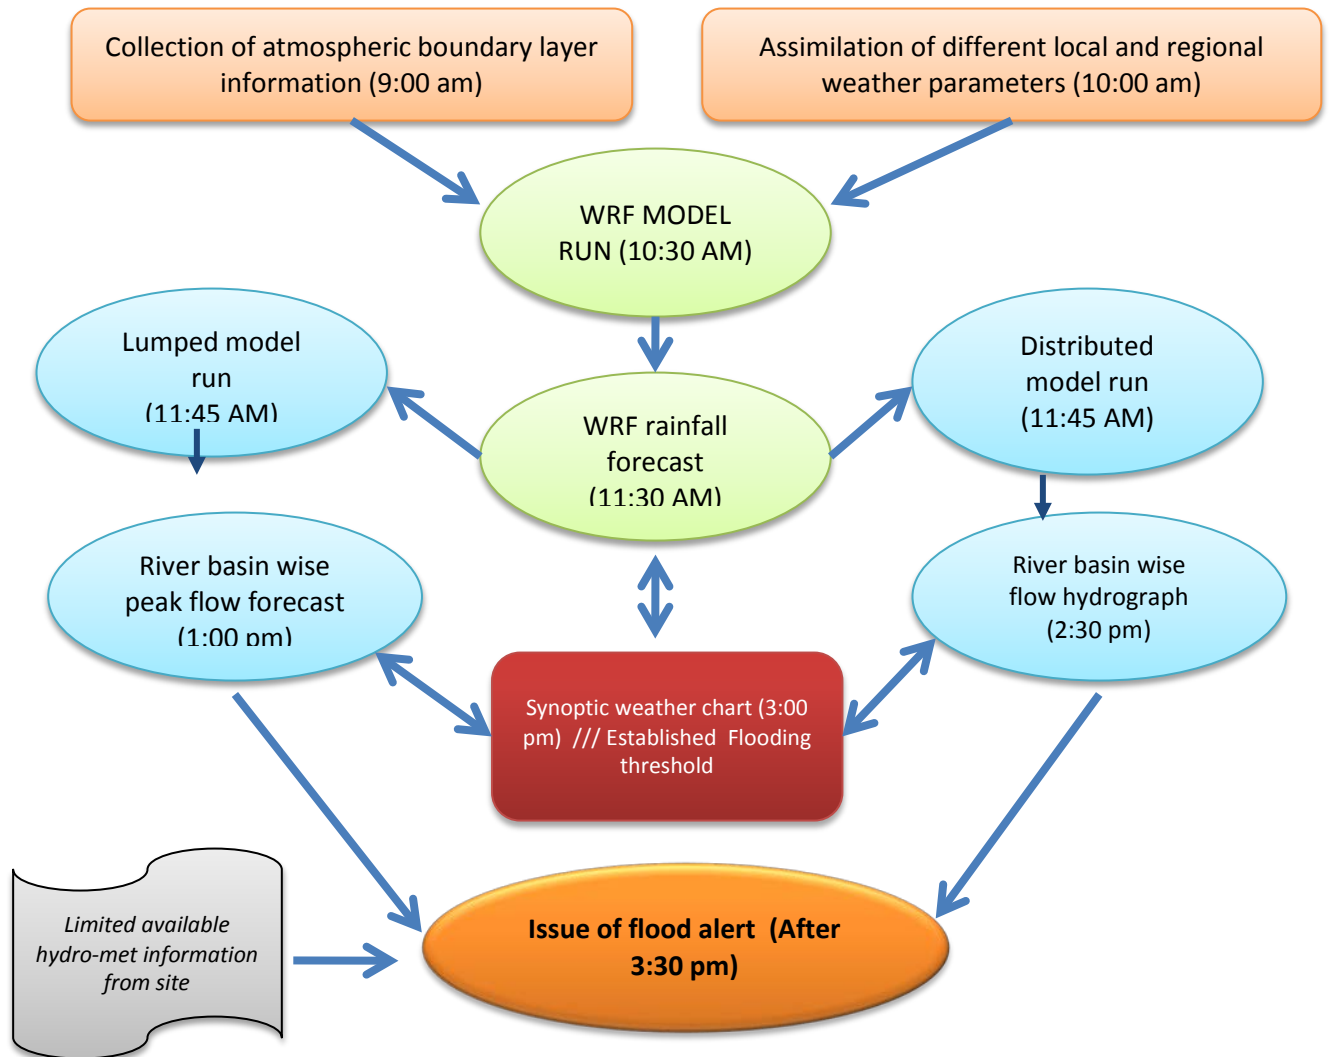 Collection of atmospheric boundary layer
information (9:00 am)
Assimilation of different local and regional
weather parameters (10:00 am)
WRF MODEL
RUN (10:30 AM)
Lumped model
run
(11:45 AM)
Distributed
model run
(11:45 AM)
WRF rainfall
forecast
(11:30 AM)
River basin wise
peak flow forecast
(1:00 pm)
River basin wise
flow hydrograph
(2:30 pm)
Synoptic weather chart (3:00
pm) /// Established Flooding
threshold
Limited available
hydro-met information
from site
Issue of flood alert (After
3:30 pm)